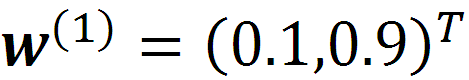 𝒘⁽¹⁾ = (0.1,0.9)ᵀ